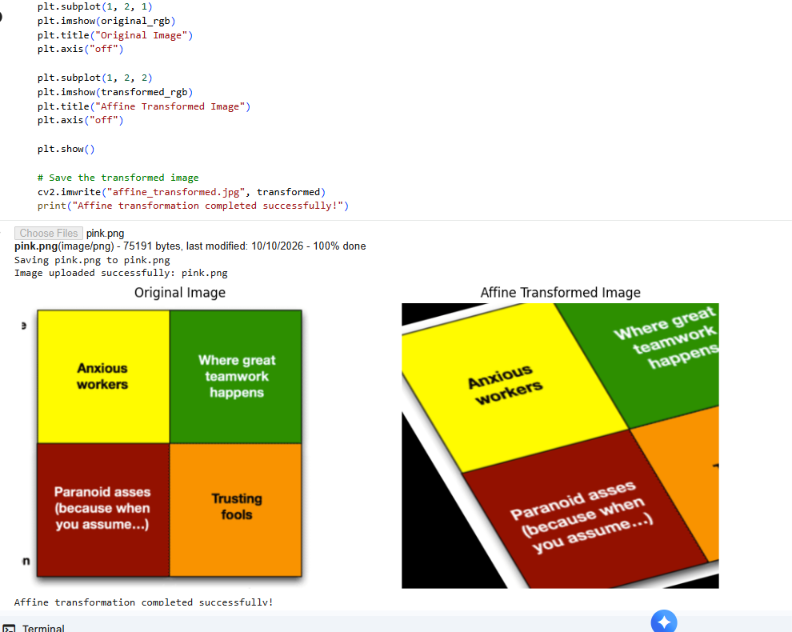 plt.subplot(1, 2, 1)
plt.imshow(original_rgb)
plt.title("Original Image")
plt.axis("off")
plt.subplot(1, 2, 2)
plt.imshow(transformed_rgb)
plt.title("Affine Transformed Image")
plt.axis("off")
plt.show()
# Save the transformed image
cv2.imwrite("affine_transformed.jpg", transformed)
print("Affine transformation completed successfully!")
Choose Files pink.png
pink.png(image/png) - 75191 bytes, last modified: 10/10/2026 - 100% done
Saving pink.png to pink.png
Image uploaded successfully: pink.png
Original Image
e
Anxious
workers
Where great
teamwork
happens
Paranoid asses
(because when
you assume...)
Trusting
fools
n
Affine Transformed Image
Anxious
workers
Where great
teamwork
happens
Paranoid asses
(because when
you assume...)
Affine transformation completed successfully!
Terminal